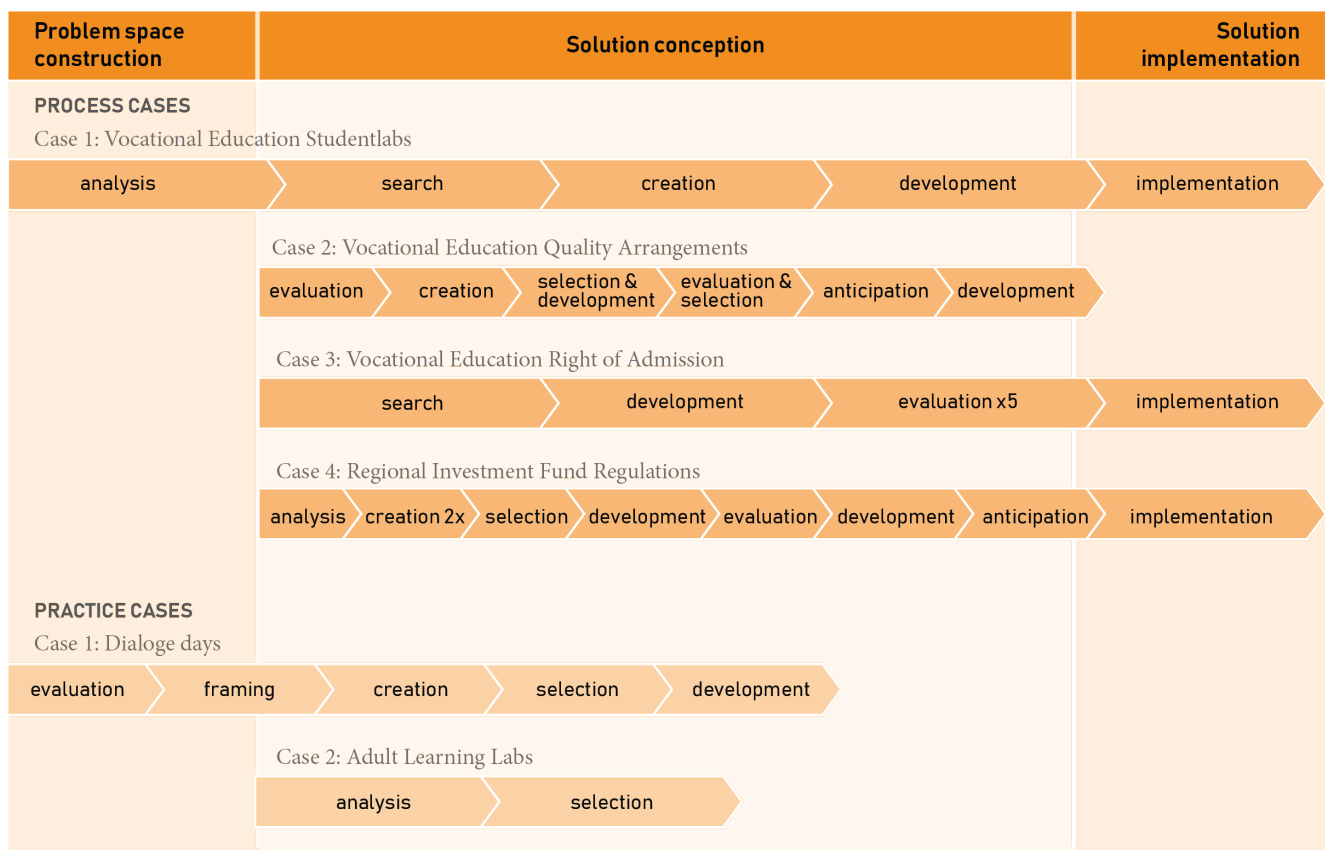 Problem space
construction
Solution conception
Solution
implementation
PROCESS CASES
Case 1: Vocational Education Studentlabs
analysis
search
creation
development
implementation
Case 2: Vocational Education Quality Arrangements
evaluation
creation
selection &
development
evaluation &
selection
anticipation
development
Case 3: Vocational Education Right of Admission
search
development
evaluation x5
implementation
Case 4: Regional Investment Fund Regulations
analysis
creation 2x
selection
development
evaluation
development
anticipation
implementation
PRACTICE CASES
Case 1: Dialoge days
evaluation
framing
creation
selection
development
Case 2: Adult Learning Labs
analysis
selection